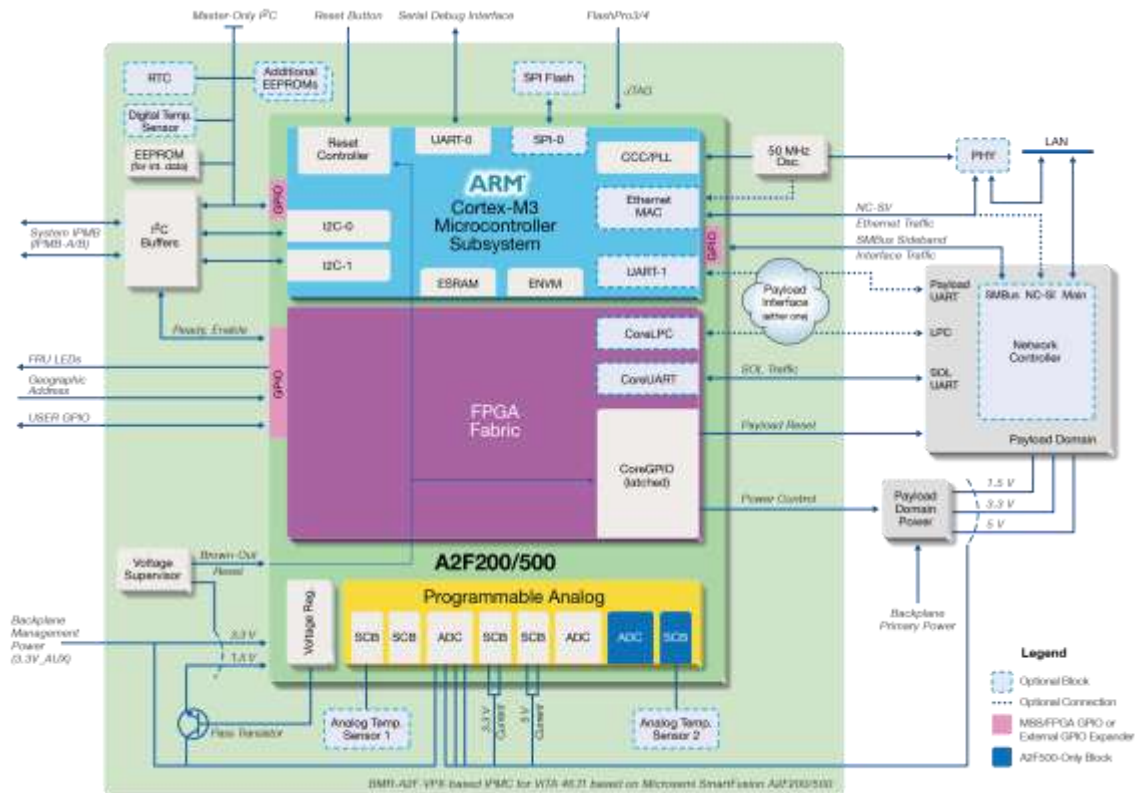 Master-Only I²C
Reset Button
Serial Debug Interface
FlashPro3/4
RTC
Additional
EEPROMs
SPI Flash
JTAG
Digital Temp.
Sensor
EEPROM
(for int. data)
Reset
Controller
UART-0
SPI-0
CCC/PLL
50 MHz
Osc.
PHY
LAN
ARM
Cortex-M3
Microcontroller
Subsystem
Ethernet
MAC
GPIO
NC-SI/
Ethernet Traffic
SMBus Sideband
Interface Traffic
GPIO
System IPMB
(IPMB-A/B)
I²C
Buffers
I2C-0
I2C-1
ESRAM
ENVM
UART-1
Payload
Interface
(either one)
Payload
UART
SMBus
NC-SI
Main
Ready, Enable
CoreLPC
LPC
Network
Controller
FRU LEDs
Geographic
Address
USER GPIO
GPIO
FPGA
Fabric
CoreUART
SOL Traffic
SOL
UART
Payload Reset
Payload Domain
CoreGPIO
(latched)
Power Control
Payload
Domain
Power
1.5 V
3.3 V
5 V
A2F200/500
Voltage
Supervisor
Brown-Out
Reset
Voltage Reg.
Programmable Analog
SCB
SCB
ADC
SCB
SCB
ADC
ADC
SCB
Backplane
Primary Power
Backplane
Management
Power
(3.3V_AUX)
3.3 V
1.5 V
Pass Transistor
Analog Temp.
Sensor 1
3.3 V
Current
5 V
Current
Analog Temp.
Sensor 2
Legend
Optional Block
Optional Connection
MSS/FPGA GPIO or
External GPIO Expander
A2F500-Only Block
BMR-A2F-VPX based IPMC for VITA 46.11 based on Microsemi SmartFusion A2F200/500